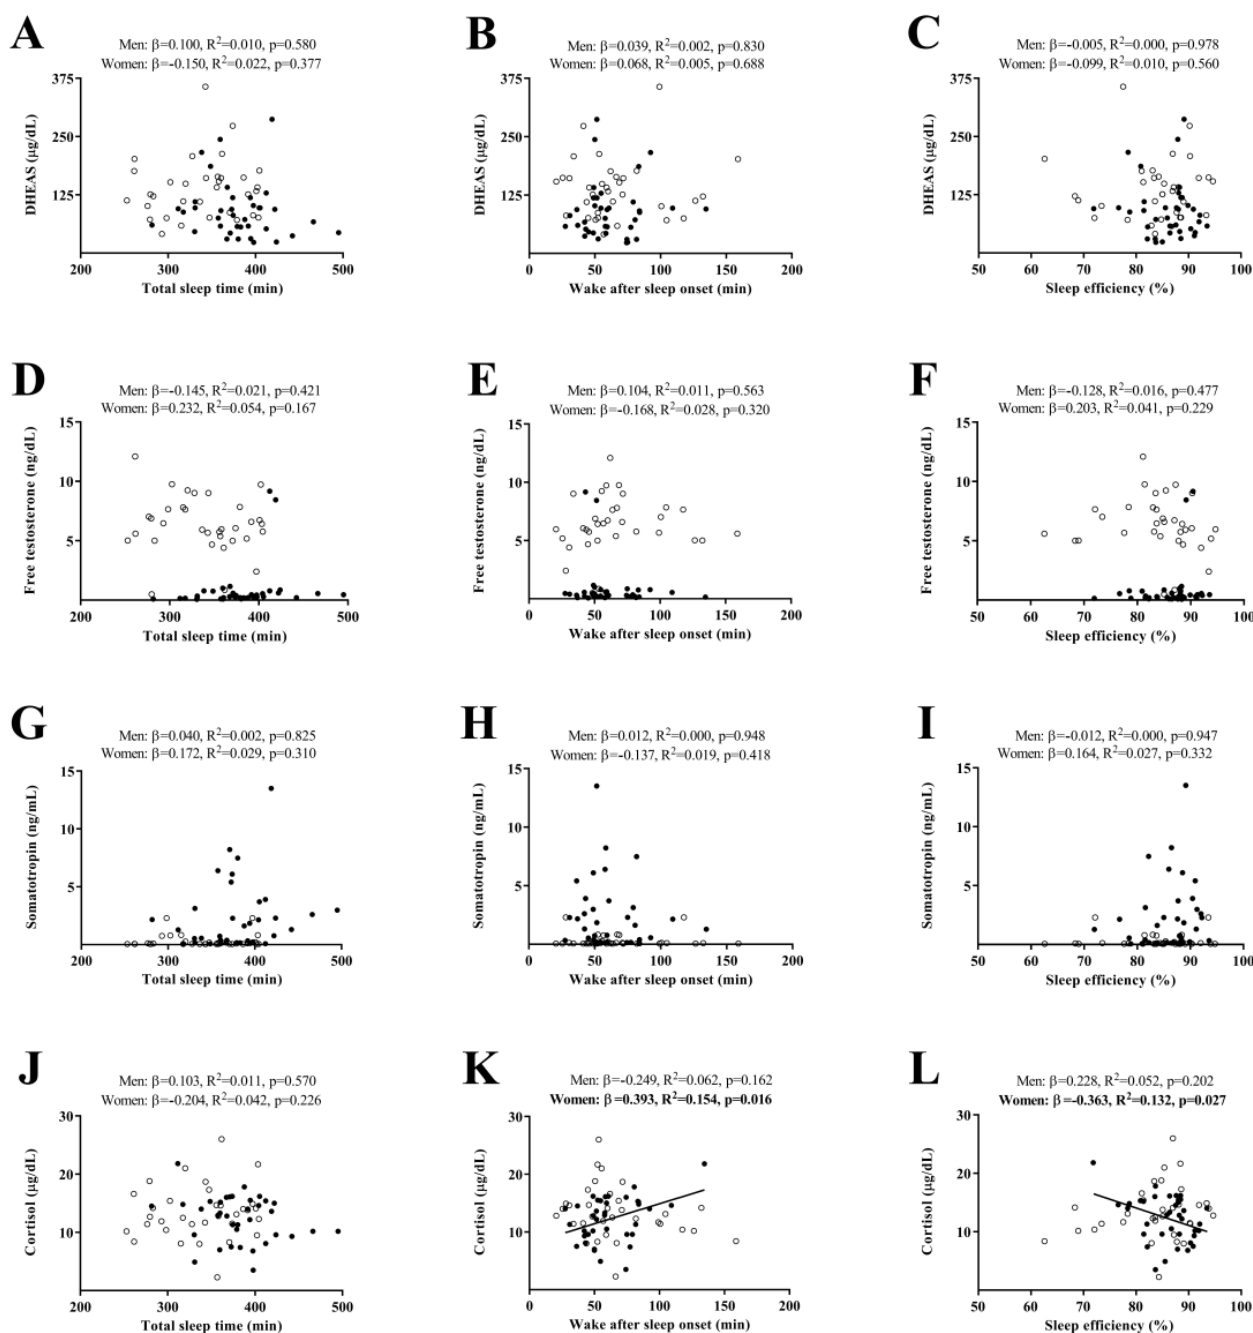 A
Men: β=0.100, R²=0.010, p=0.580
Women: β=-0.150, R²=0.022, p=0.377
DHEAS (µg/dL)
375
250
125
200 300 400 500
Total sleep time (min)
B
Men: β=0.039, R²=0.002, p=0.830
Women: β=0.068, R²=0.005, p=0.688
DHEAS (µg/dL)
375
250
125
0 50 100 150 200
Wake after sleep onset (min)
C
Men: β=-0.005, R²=0.000, p=0.978
Women: β=-0.099, R²=0.010, p=0.560
DHEAS (µg/dL)
375
250
125
50 60 70 80 90 100
Sleep efficiency (%)
D
Men: β=-0.145, R²=0.021, p=0.421
Women: β=0.232, R²=0.054, p=0.167
Free testosterone (ng/dL)
15
10
5
200 300 400 500
Total sleep time (min)
E
Men: β=0.104, R²=0.011, p=0.563
Women: β=-0.168, R²=0.028, p=0.320
Free testosterone (ng/dL)
15
10
5
0 50 100 150 200
Wake after sleep onset (min)
F
Men: β=-0.128, R²=0.016, p=0.477
Women: β=0.203, R²=0.041, p=0.229
Free testosterone (ng/dL)
15
10
5
50 60 70 80 90 100
Sleep efficiency (%)
G
Men: β=0.040, R²=0.002, p=0.825
Women: β=0.172, R²=0.029, p=0.310
Somatotropin (ng/mL)
15
10
5
200 300 400 500
Total sleep time (min)
H
Men: β=0.012, R²=0.000, p=0.948
Women: β=-0.137, R²=0.019, p=0.418
Somatotropin (ng/mL)
15
10
5
0 50 100 150 200
Wake after sleep onset (min)
I
Men: β=-0.012, R²=0.000, p=0.947
Women: β=0.164, R²=0.027, p=0.332
Somatotropin (ng/mL)
15
10
5
50 60 70 80 90 100
Sleep efficiency (%)
J
Men: β=0.103, R²=0.011, p=0.570
Women: β=-0.204, R²=0.042, p=0.226
Cortisol (µg/dL)
30
20
10
200 300 400 500
Total sleep time (min)
K
Men: β=-0.249, R²=0.062, p=0.162
Women: β=0.393, R²=0.154, p=0.016
Cortisol (µg/dL)
30
20
10
0 50 100 150 200
Wake after sleep onset (min)
L
Men: β=0.228, R²=0.052, p=0.202
Women: β=-0.363, R²=0.132, p=0.027
Cortisol (µg/dL)
30
20
10
50 60 70 80 90 100
Sleep efficiency (%)